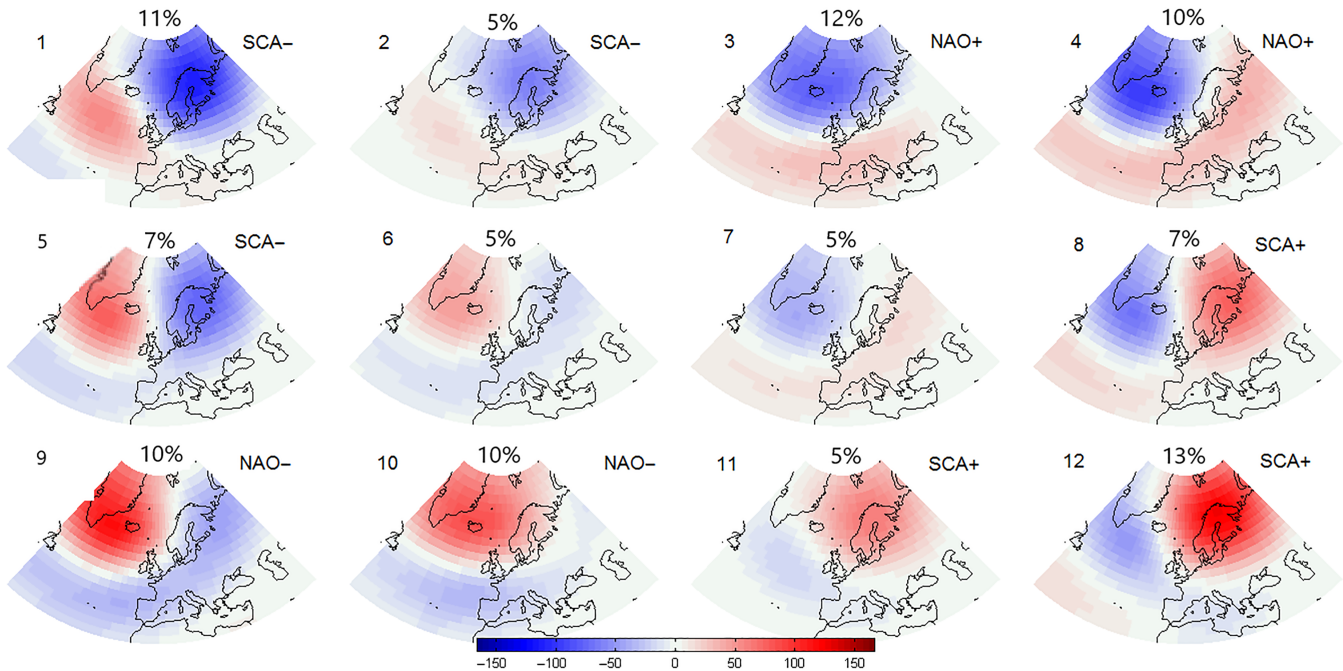 1 11% SCA–
2 5% SCA–
3 12% NAO+
4 10% NAO+
5 7% SCA–
6 5%
7 5%
8 7% SCA+
9 10% NAO–
10 10% NAO–
11 5% SCA+
12 13% SCA+
–150 –100 –50 0 50 100 150